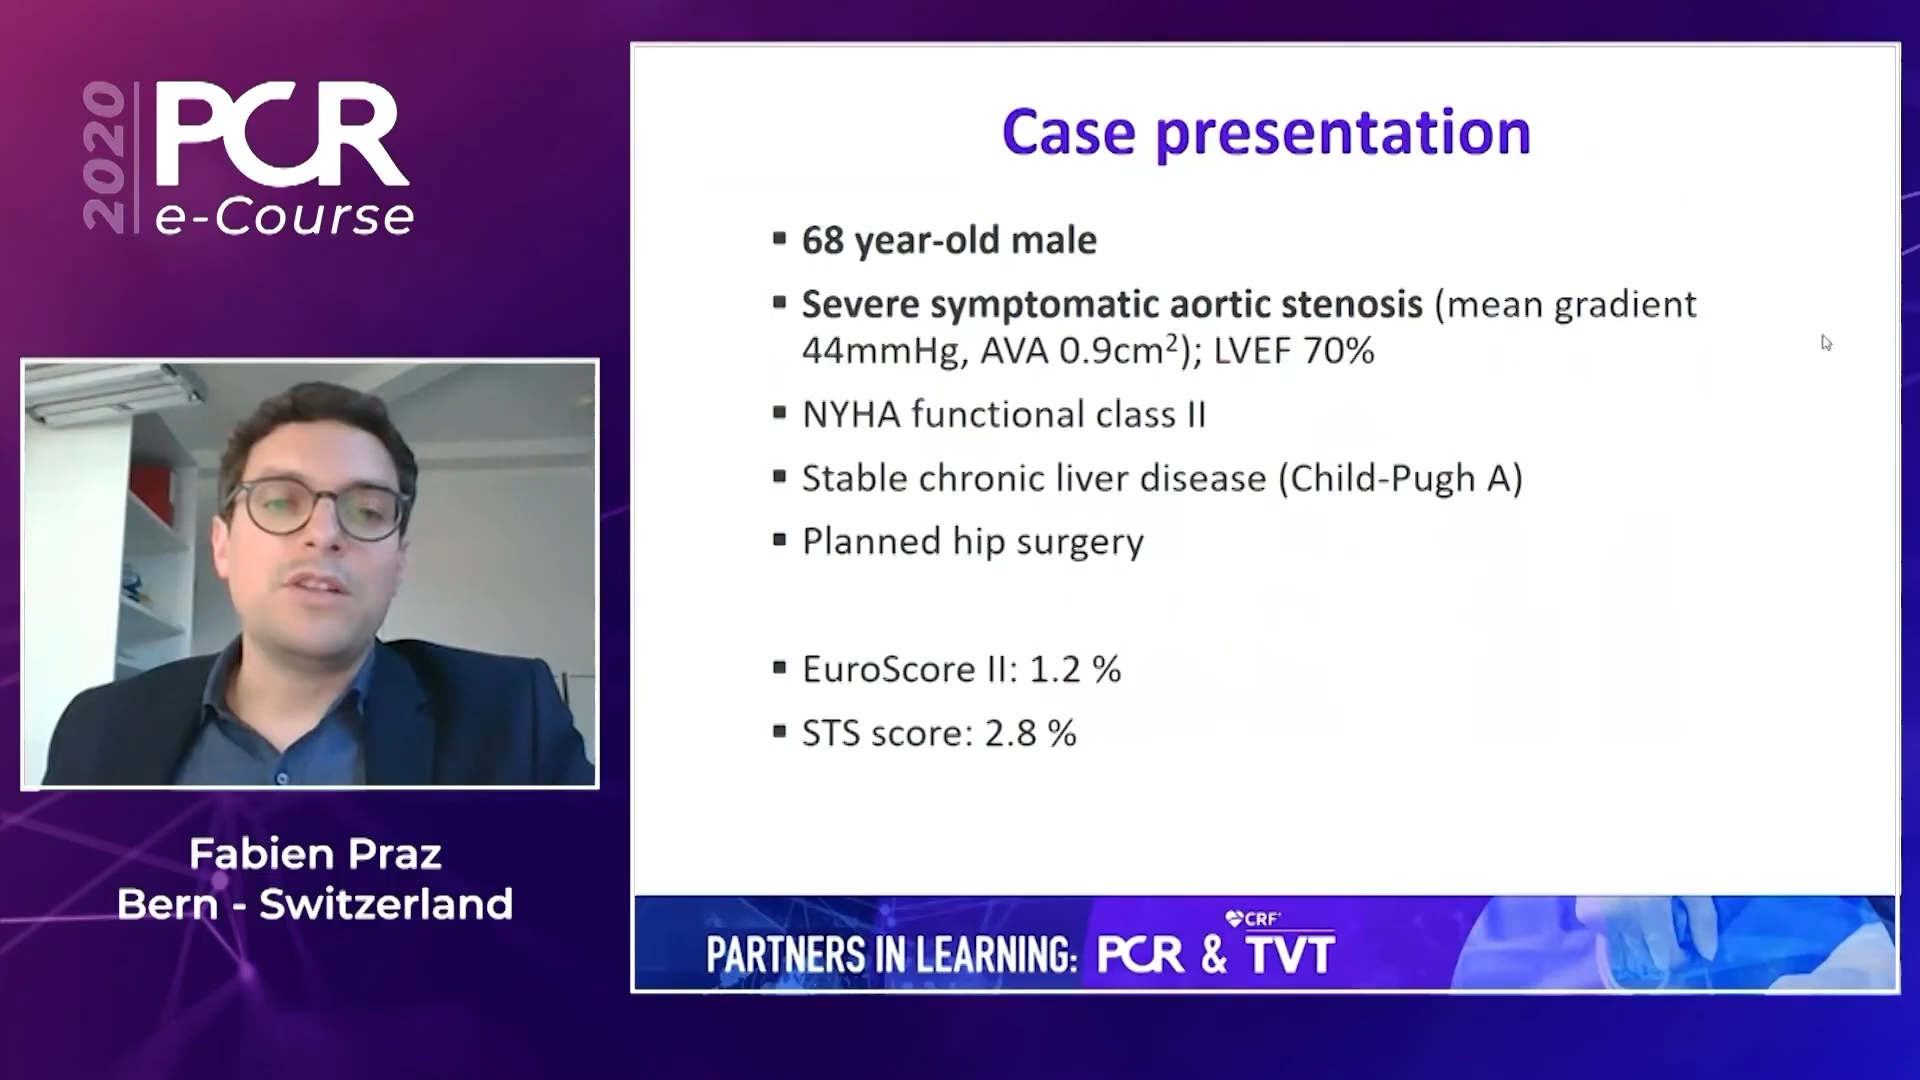 2020
PCR
e-Course
Case presentation
▪ 68 year-old male
▪ Severe symptomatic aortic stenosis (mean gradient
44mmHg, AVA 0.9cm²); LVEF 70%
▪ NYHA functional class II
▪ Stable chronic liver disease (Child-Pugh A)
▪ Planned hip surgery
▪ EuroScore II: 1.2 %
▪ STS score: 2.8 %
Fabien Praz
Bern - Switzerland
CRF
PARTNERS IN LEARNING: PCR & TVT